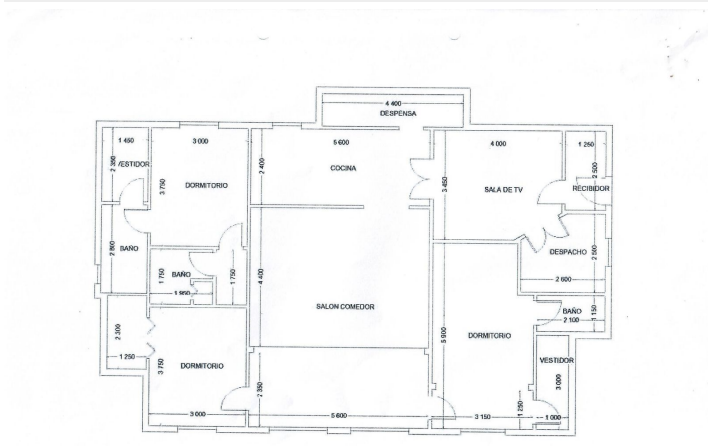 4 400
DESPENSA
1 450
3 000
5 600
4 000
1 250
2 350
VESTIDOR
3 750
DORMITORIO
2 400
COCINA
3 450
SALA DE TV
2 500
RECIBIDOR
2 800
BAÑO
1 750
BAÑO
1 950
1 750
4 400
SALON COMEDOR
DESPACHO
2 500
2 600
2 300
1 250
3 750
DORMITORIO
3 000
2 350
5 600
5 900
DORMITORIO
BAÑO
2 100
1 150
VESTIDOR
3 000
3 150
1 250
1 000